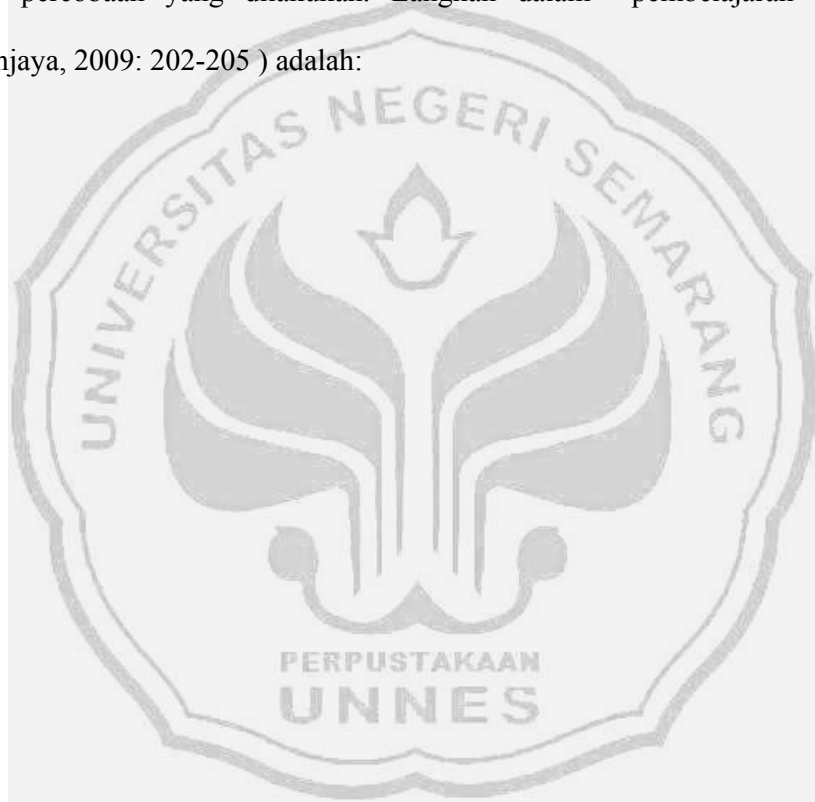 percobaan yang dilakukan. Langkah dalam pembelajaran
njaya, 2009: 202-205 ) adalah:
UNIVERSITAS NEGERI SEMARANG
PERPUSTAKAAN
UNNES